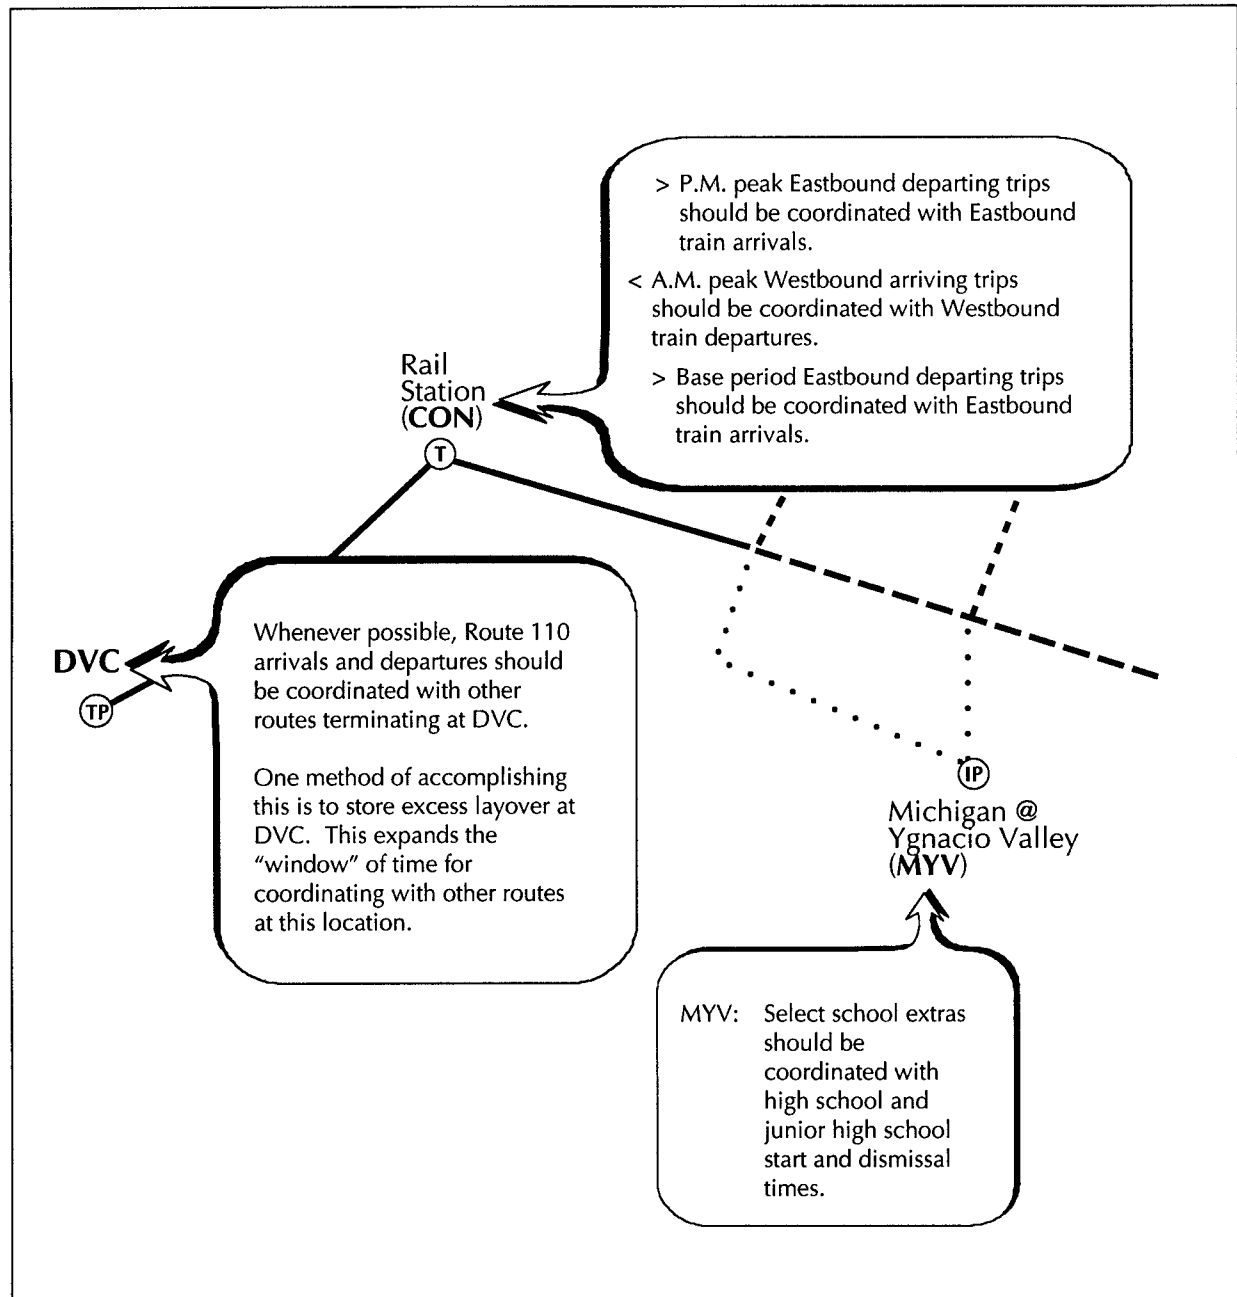 > P.M. peak Eastbound departing trips
should be coordinated with Eastbound
train arrivals.
< A.M. peak Westbound arriving trips
should be coordinated with Westbound
train departures.
> Base period Eastbound departing trips
should be coordinated with Eastbound
train arrivals.
Rail
Station
(CON)
T
Whenever possible, Route 110
arrivals and departures should
be coordinated with other
routes terminating at DVC.
One method of accomplishing
this is to store excess layover at
DVC. This expands the
“window” of time for
coordinating with other routes
at this location.
DVC
TP
IP
Michigan @
Ygnacio Valley
(MYV)
MYV: Select school extras
should be
coordinated with
high school and
junior high school
start and dismissal
times.